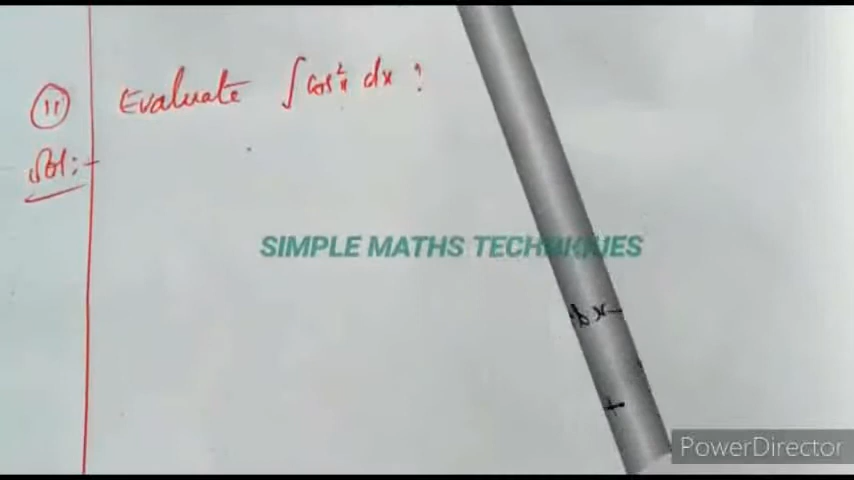 11 Evaluate ∫cos²x dx ?
Sol:-
SIMPLE MATHS TECHNIQUES
PowerDirector